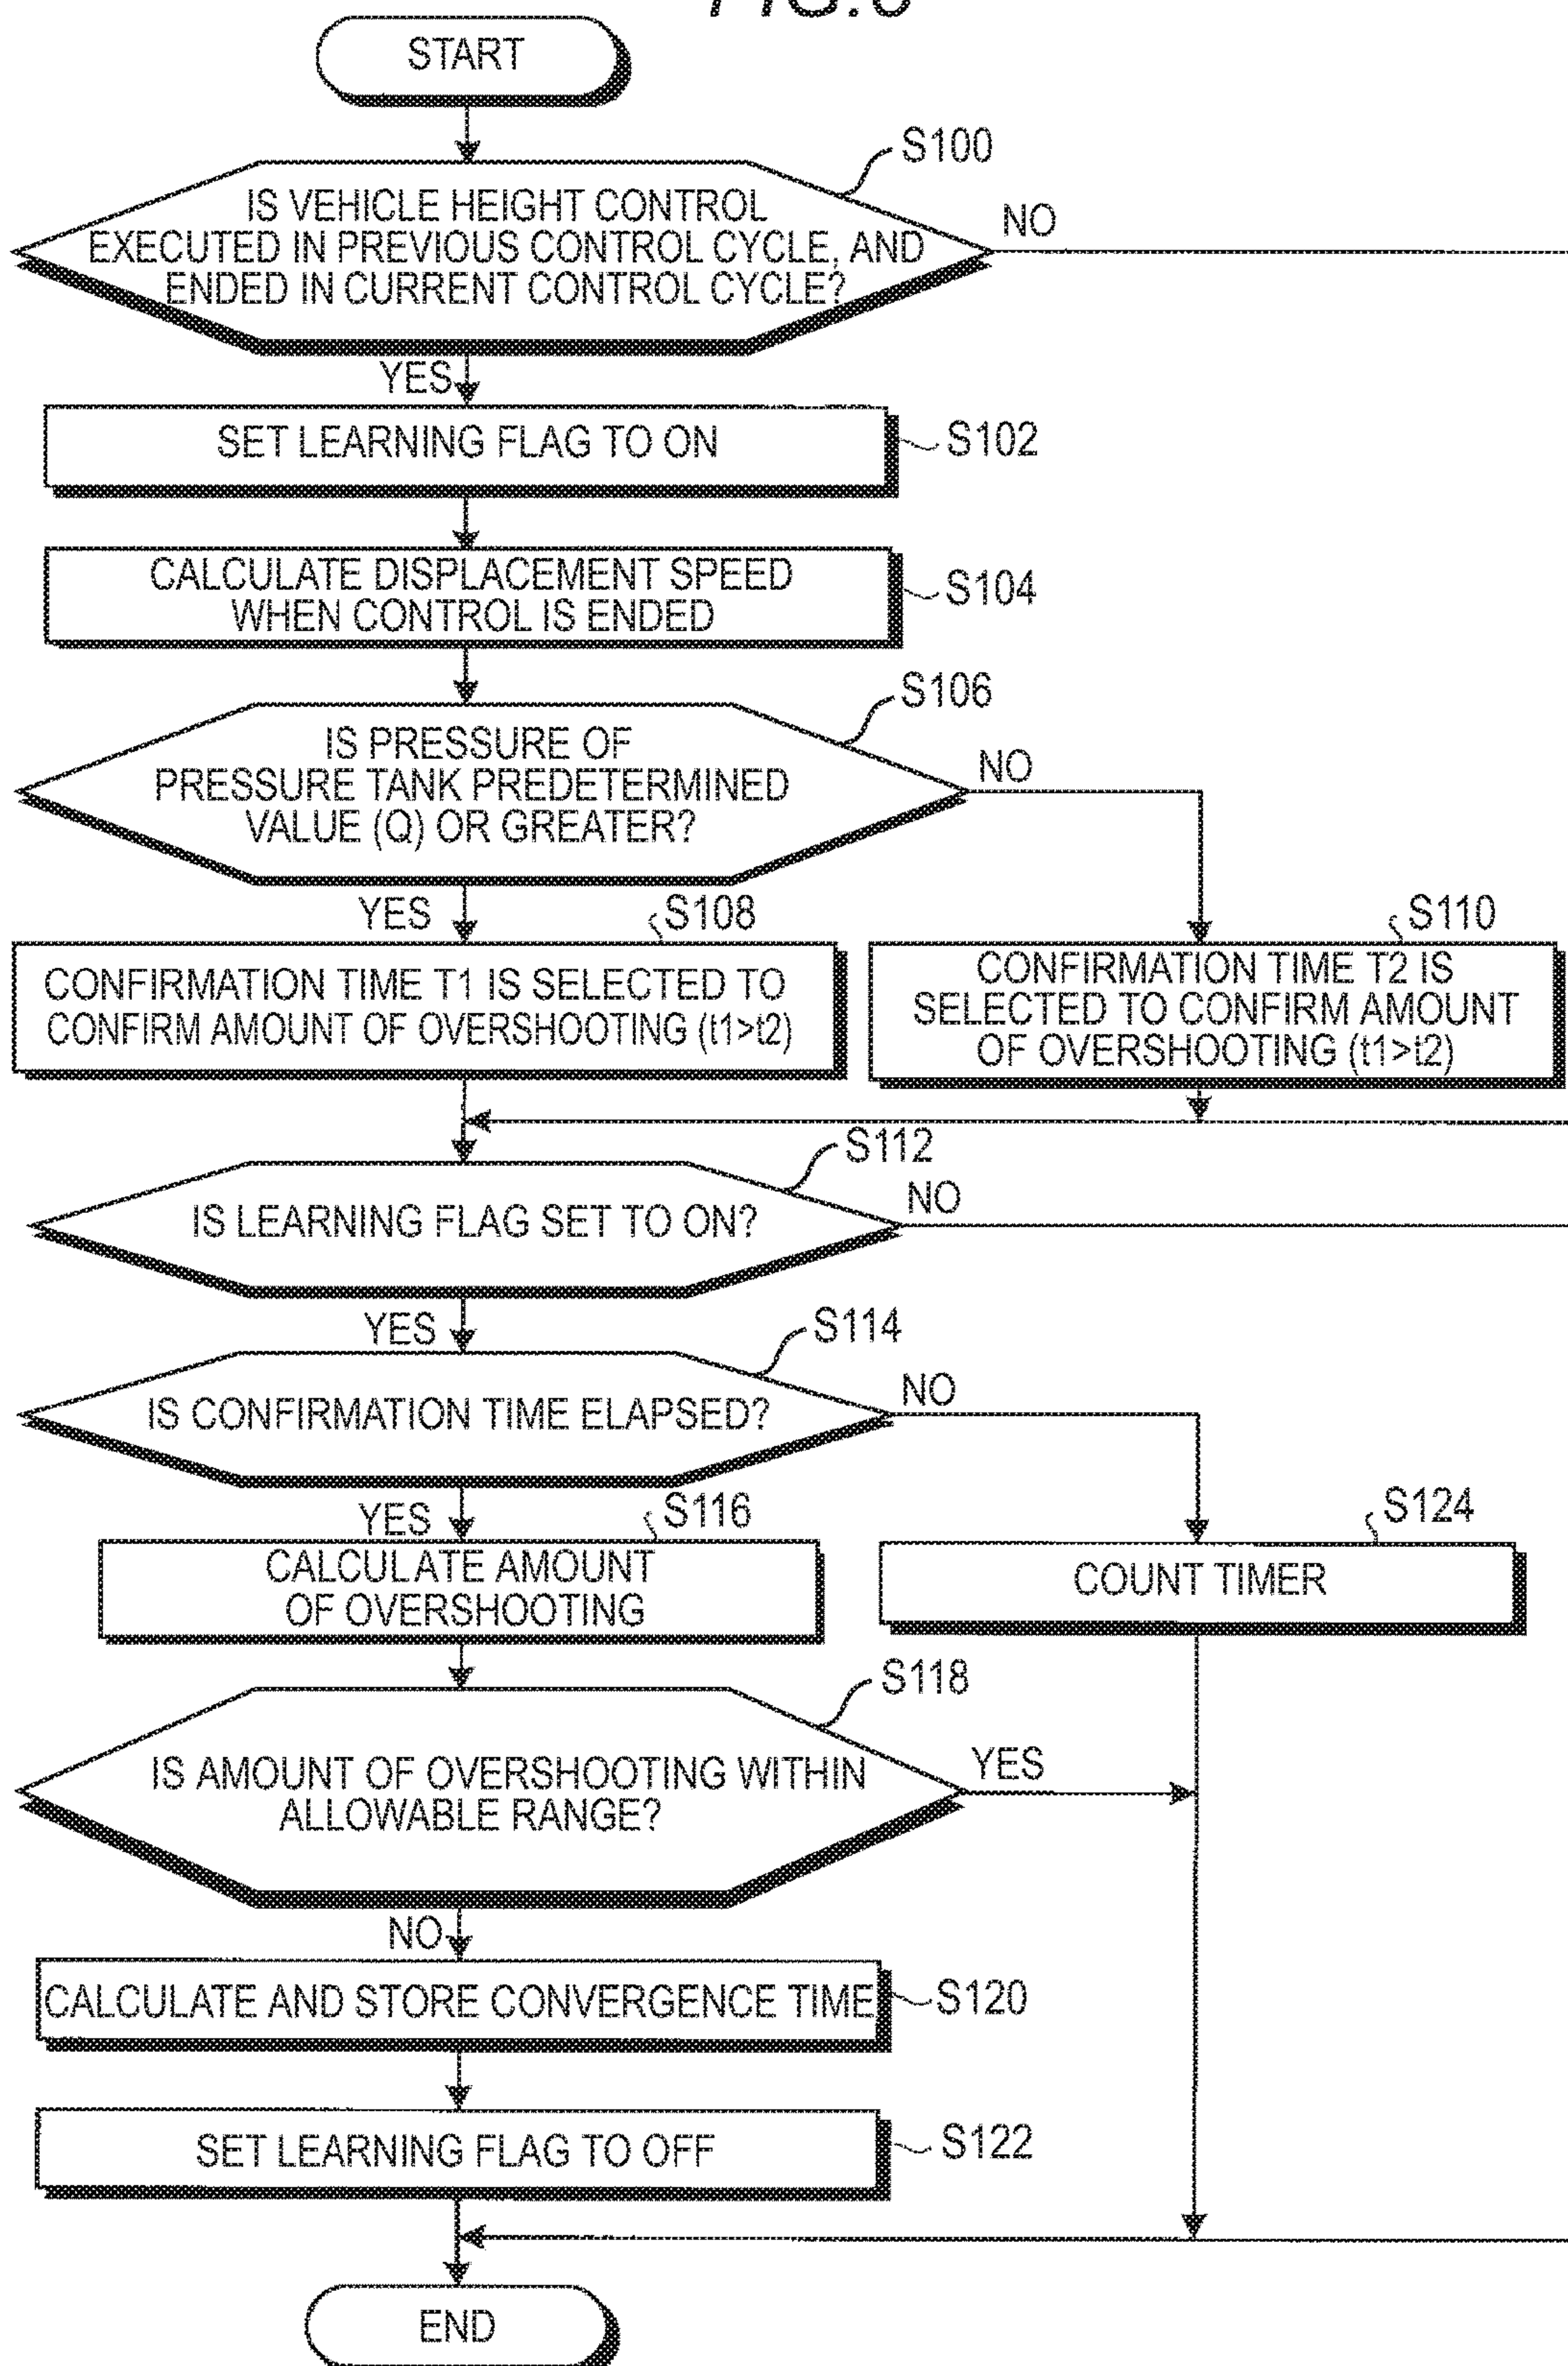 START
S100
IS VEHICLE HEIGHT CONTROL
EXECUTED IN PREVIOUS CONTROL CYCLE, AND
ENDED IN CURRENT CONTROL CYCLE?
NO
YES
SET LEARNING FLAG TO ON
S102
CALCULATE DISPLACEMENT SPEED
WHEN CONTROL IS ENDED
S104
S106
IS PRESSURE OF
PRESSURE TANK PREDETERMINED
VALUE (Q) OR GREATER?
NO
YES
S108
CONFIRMATION TIME T1 IS SELECTED TO
CONFIRM AMOUNT OF OVERSHOOTING (t1>t2)
S110
CONFIRMATION TIME T2 IS
SELECTED TO CONFIRM AMOUNT
OF OVERSHOOTING (t1>t2)
S112
IS LEARNING FLAG SET TO ON?
NO
YES
S114
IS CONFIRMATION TIME ELAPSED?
NO
YES
S116
CALCULATE AMOUNT
OF OVERSHOOTING
S124
COUNT TIMER
S118
IS AMOUNT OF OVERSHOOTING WITHIN
ALLOWABLE RANGE?
YES
NO
CALCULATE AND STORE CONVERGENCE TIME
S120
SET LEARNING FLAG TO OFF
S122
END